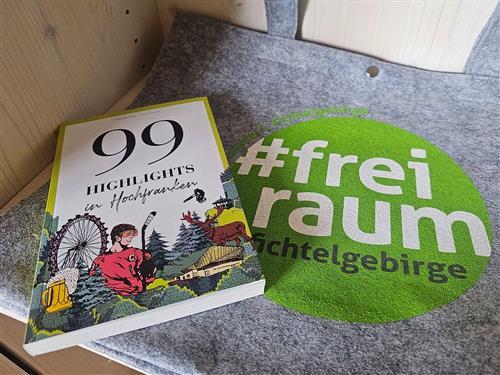 99
HIGHLIGHTS
in Hochfranken
#frei
raum
fichtelgebirge